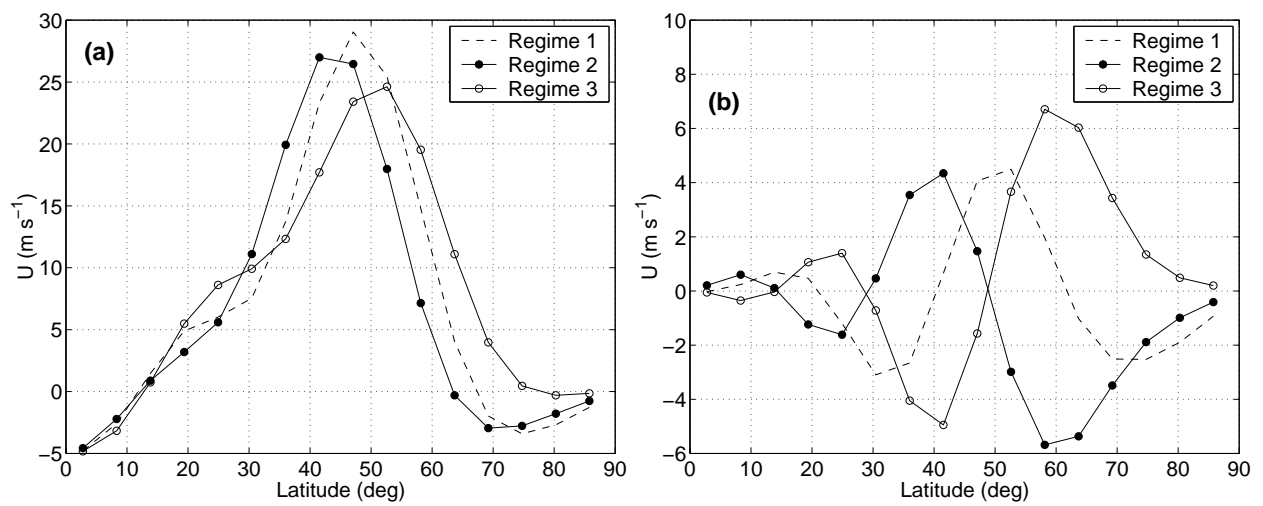 (a)
Regime 1
Regime 2
Regime 3
30
25
20
15
10
5
0
−5
U (m s⁻¹)
0 10 20 30 40 50 60 70 80 90
Latitude (deg)
(b)
Regime 1
Regime 2
Regime 3
10
8
6
4
2
0
−2
−4
−6
U (m s⁻¹)
0 10 20 30 40 50 60 70 80 90
Latitude (deg)